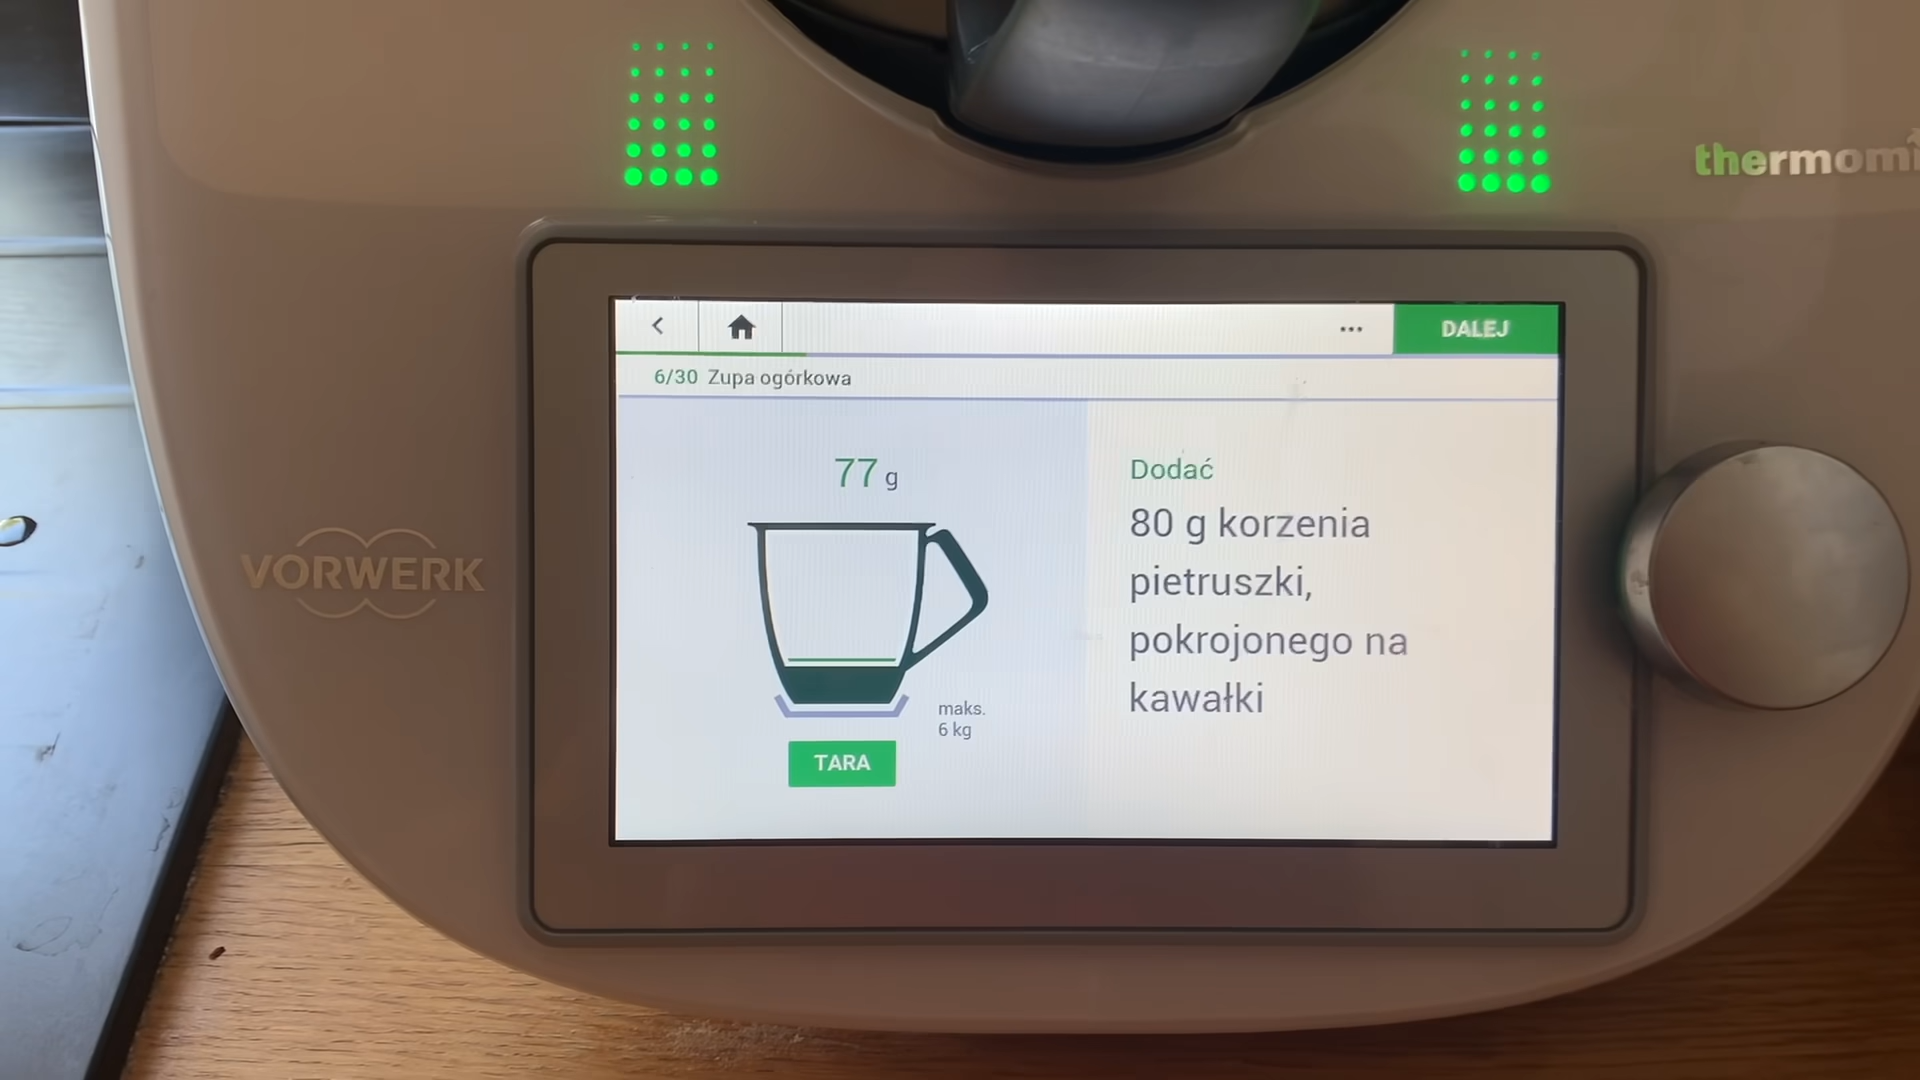 thermomi
DALEJ
6/30 Zupa ogórkowa
77 g
Dodać
80 g korzenia
pietruszki,
pokrojonego na
kawałki
maks.
6 kg
TARA
VORWERK